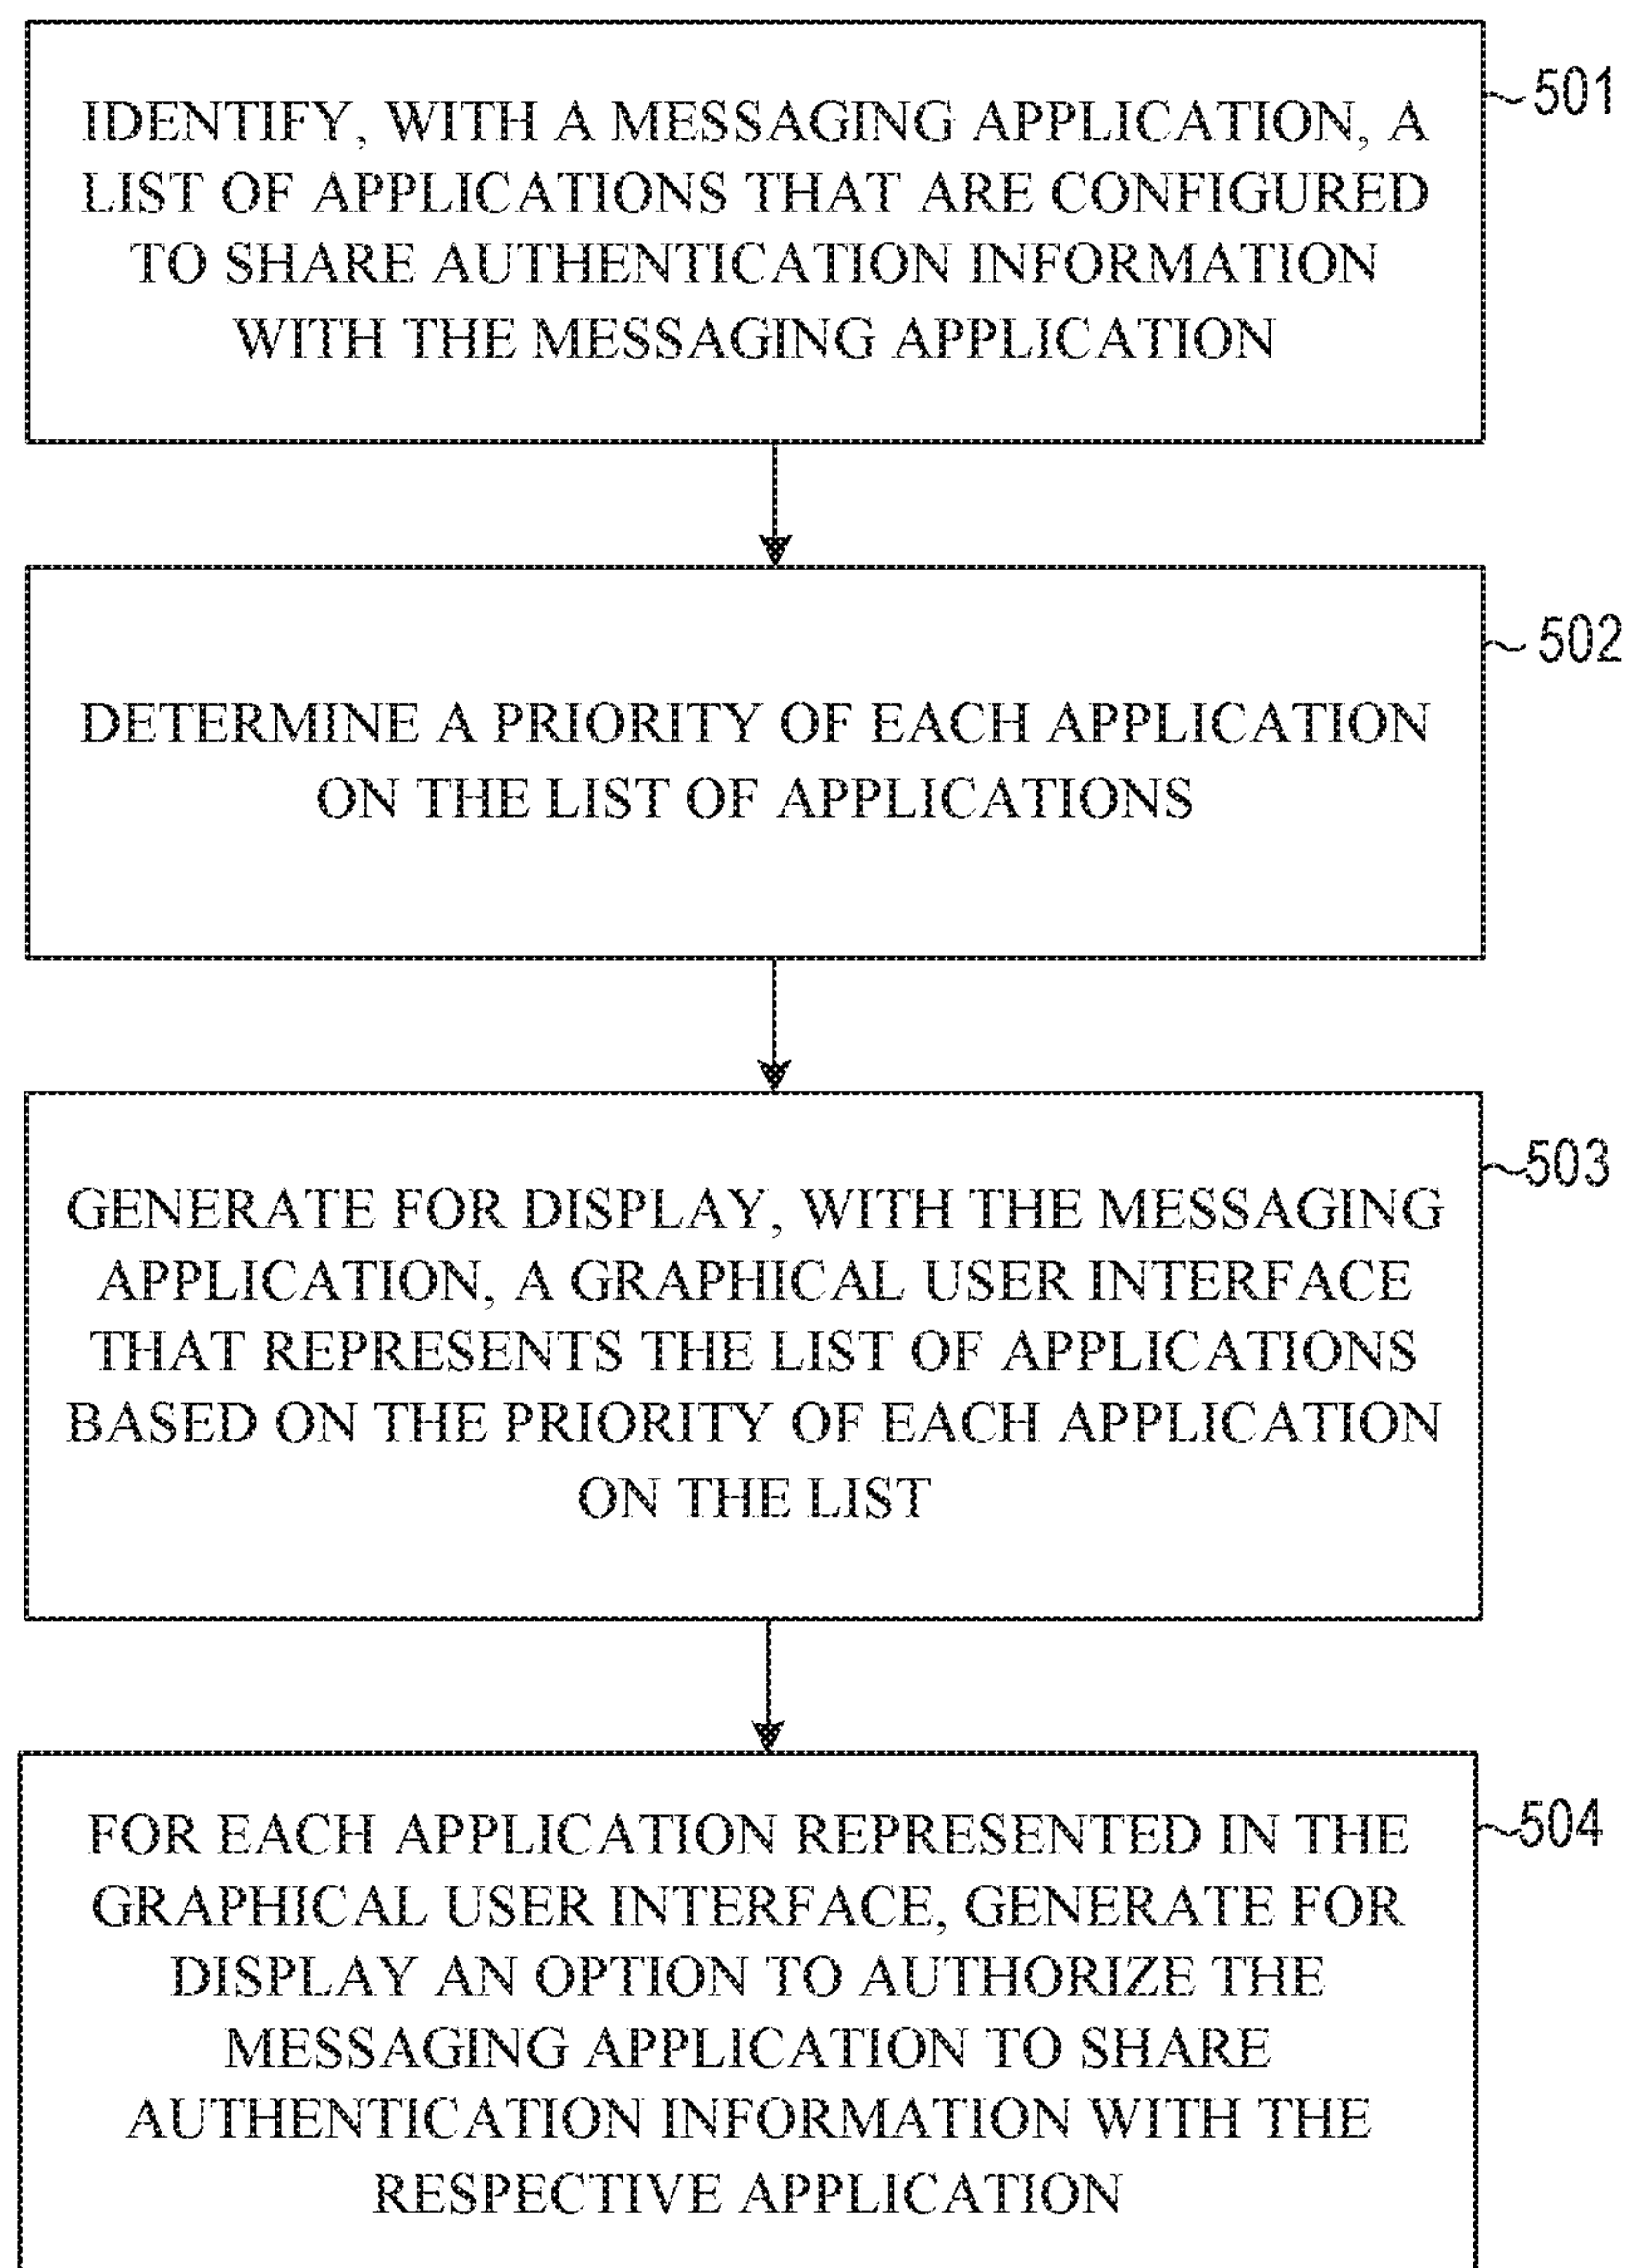 IDENTIFY, WITH A MESSAGING APPLICATION, A
LIST OF APPLICATIONS THAT ARE CONFIGURED
TO SHARE AUTHENTICATION INFORMATION
WITH THE MESSAGING APPLICATION
501
DETERMINE A PRIORITY OF EACH APPLICATION
ON THE LIST OF APPLICATIONS
502
GENERATE FOR DISPLAY, WITH THE MESSAGING
APPLICATION, A GRAPHICAL USER INTERFACE
THAT REPRESENTS THE LIST OF APPLICATIONS
BASED ON THE PRIORITY OF EACH APPLICATION
ON THE LIST
503
FOR EACH APPLICATION REPRESENTED IN THE
GRAPHICAL USER INTERFACE, GENERATE FOR
DISPLAY AN OPTION TO AUTHORIZE THE
MESSAGING APPLICATION TO SHARE
AUTHENTICATION INFORMATION WITH THE
RESPECTIVE APPLICATION
504